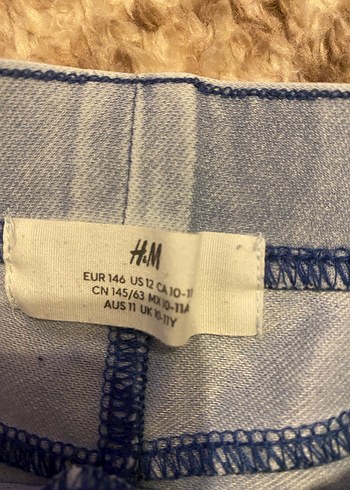 H&M
EUR 146 US 12 CA 10-11
CN 145/63 MX 10-11A
AUS 11 UK 10-11Y